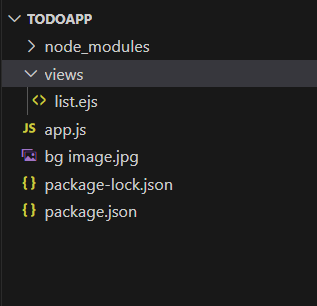 TODOAPP
node_modules
views
<> list.ejs
JS app.js
bg image.jpg
{ } package-lock.json
{ } package.json